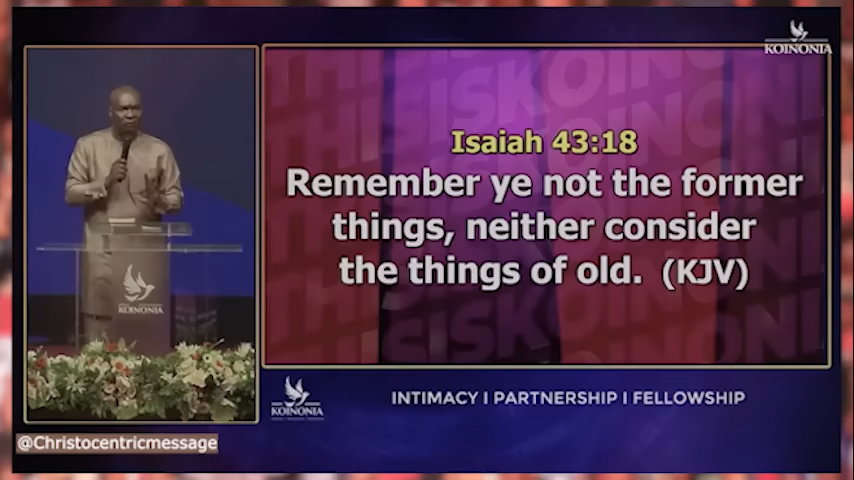 KOINONIA
Isaiah 43:18
Remember ye not the former
things, neither consider
the things of old. (KJV)
KOINONIA
KOINONIA
INTIMACY I PARTNERSHIP I FELLOWSHIP
@Christocentricmessage